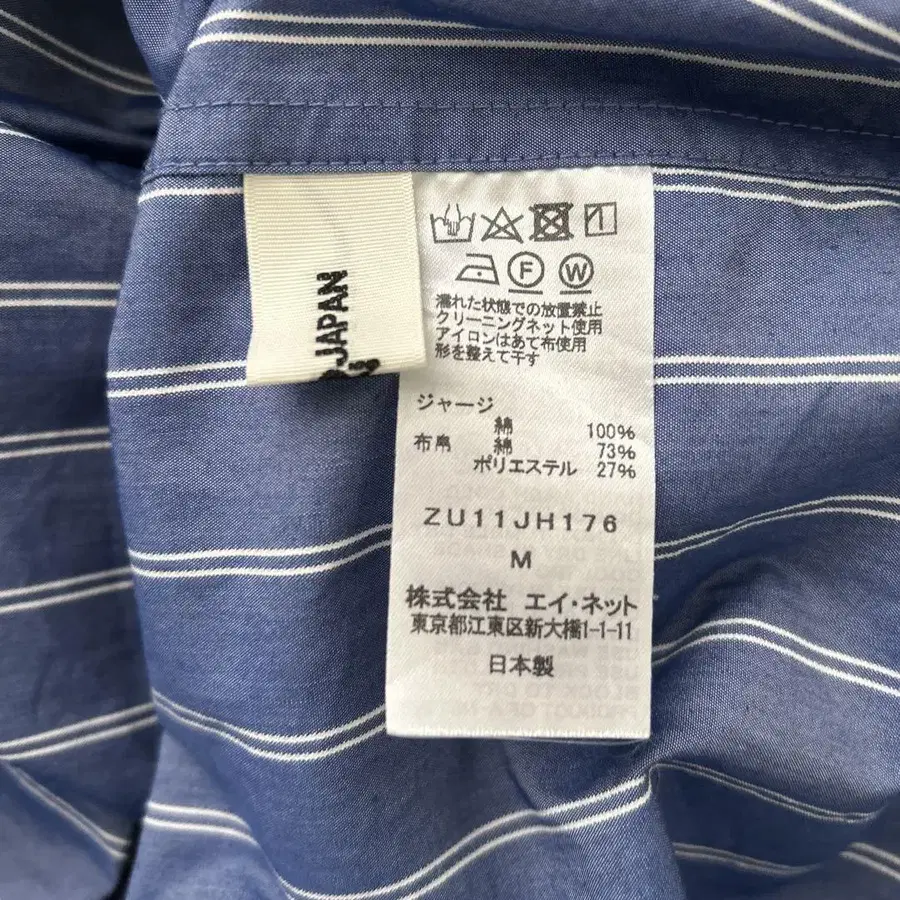 JAPAN
F W
濡れた状態での放置禁止
クリーニングネット使用
アイロンはあて布使用
形を整えて干す
ジャージ
綿 100%
布帛 綿 73%
ポリエステル 27%
ZU11JH176
M
株式会社 エイ・ネット
東京都江東区新大橋1-1-11
日本製